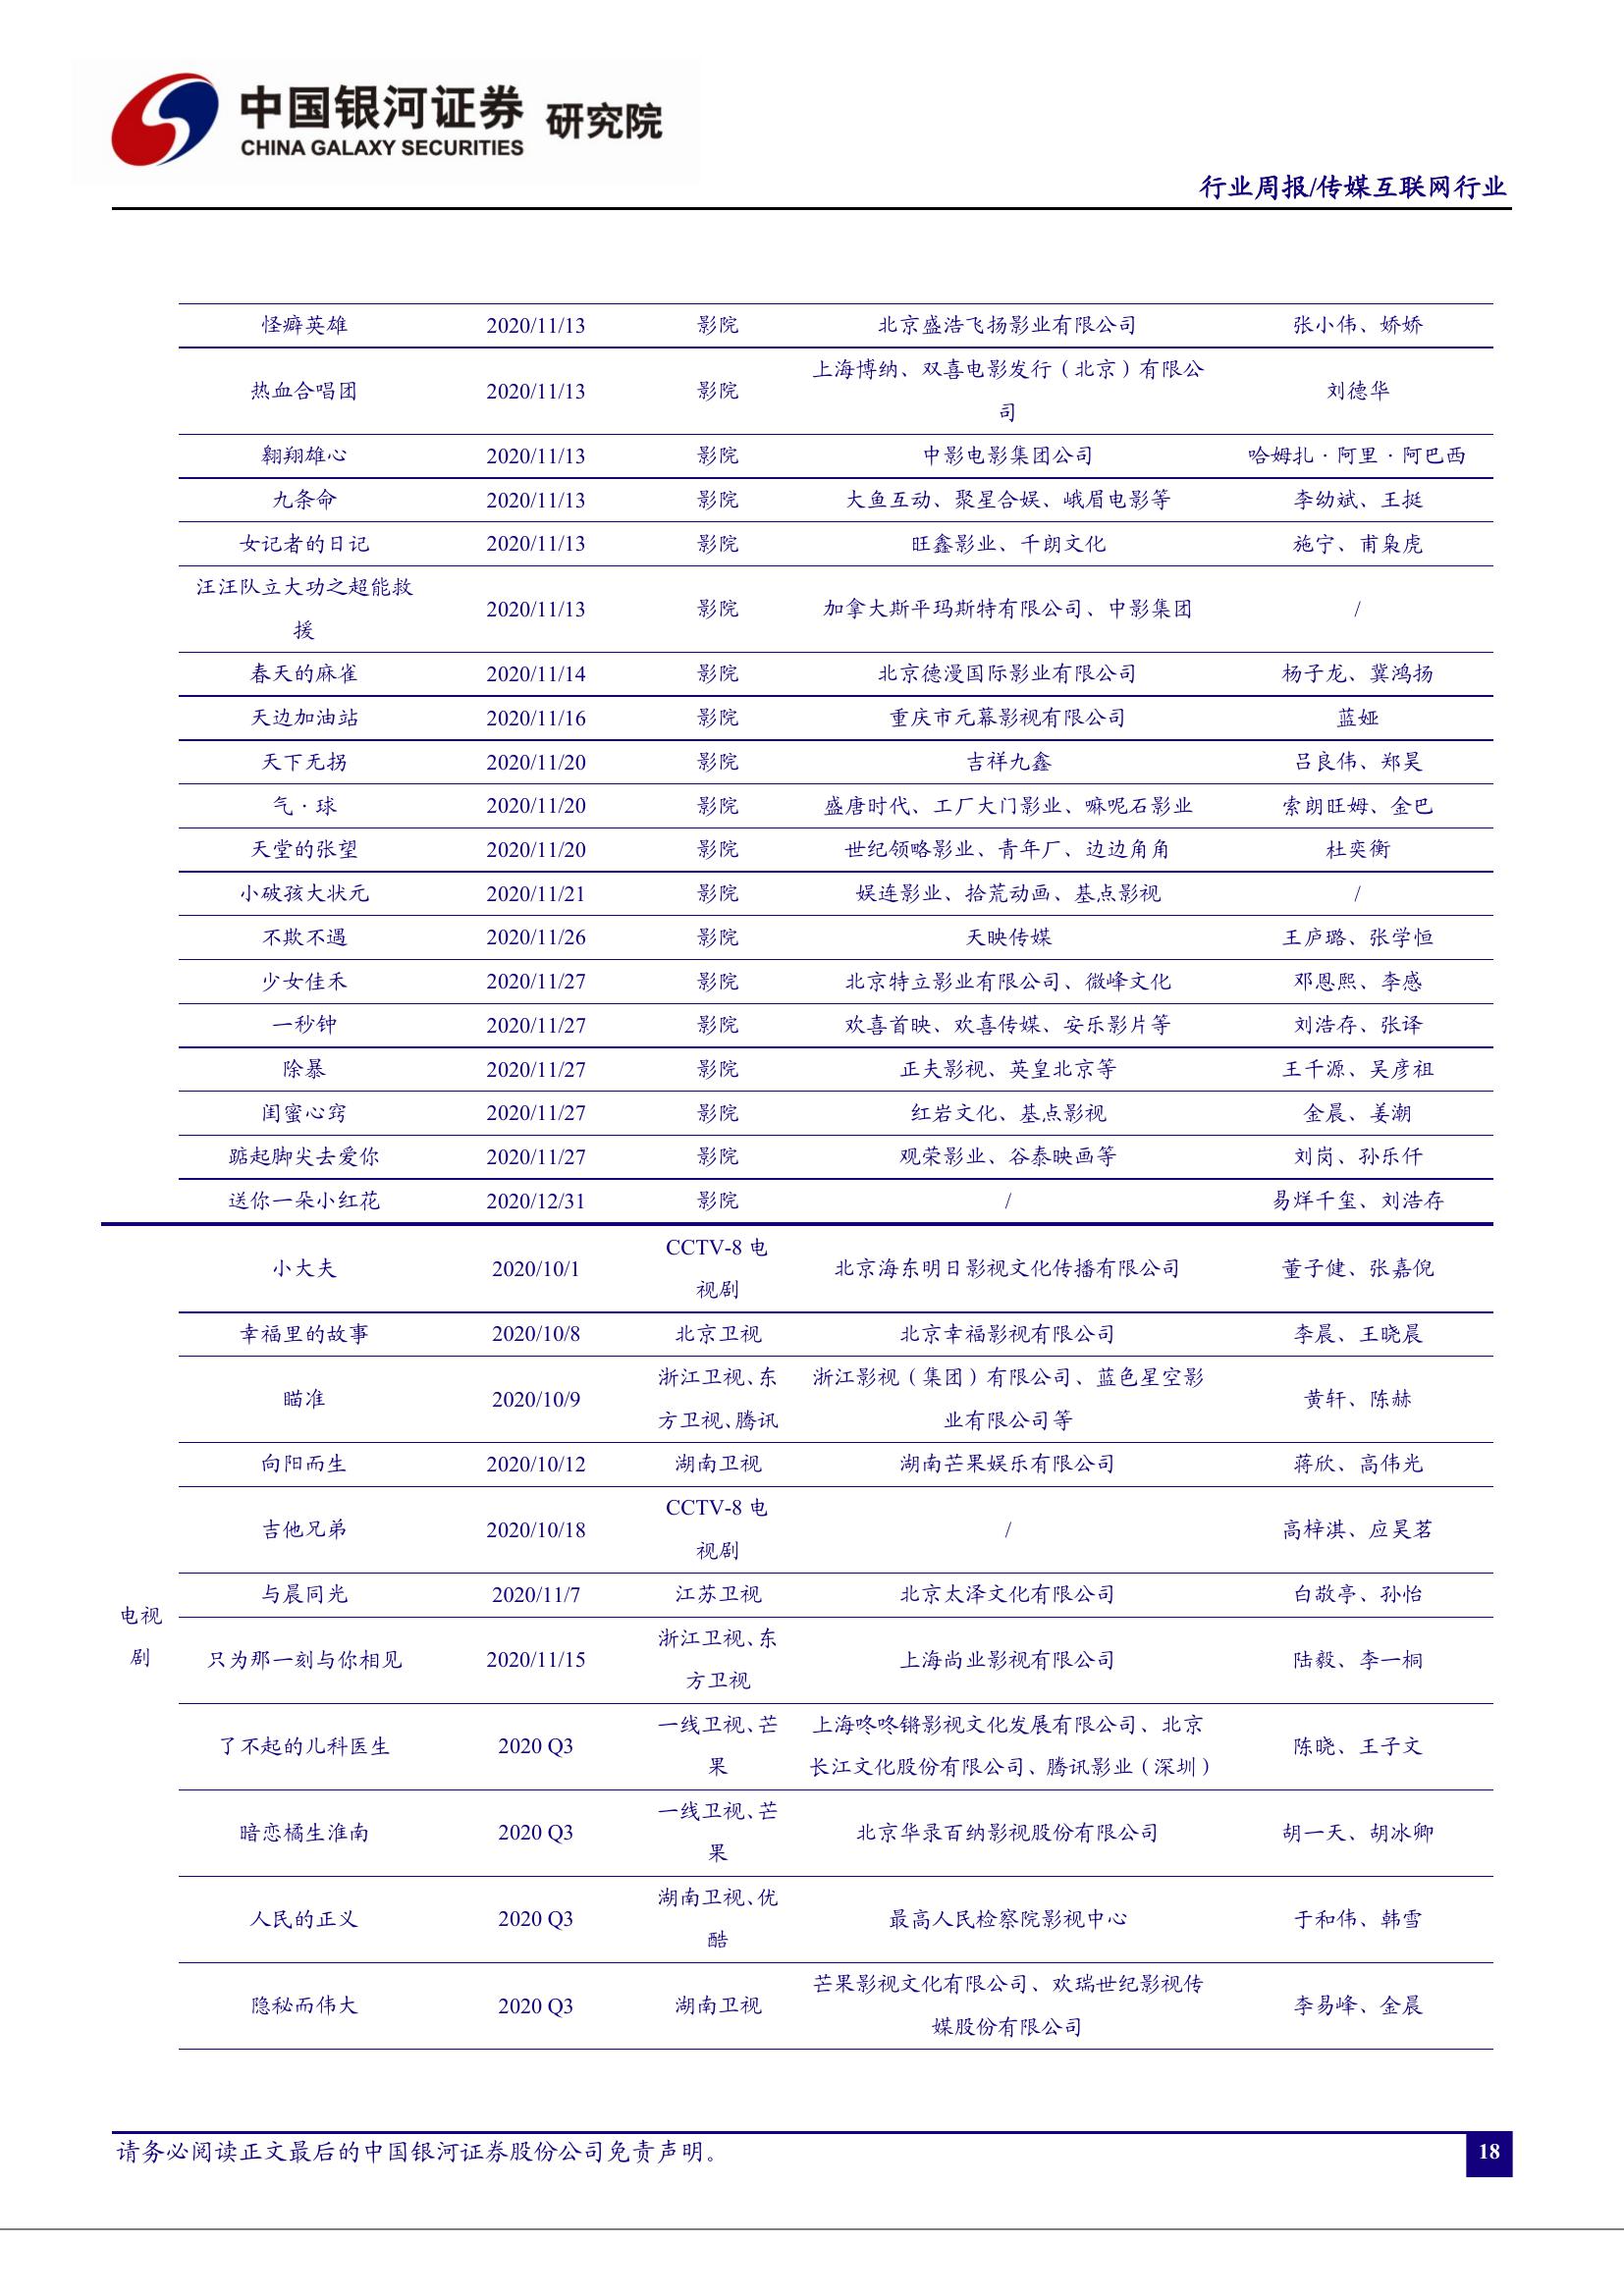 中国银河证券 研究院
CHINA GALAXY SECURITIES
行业周报/传媒互联网行业
怪癖英雄 2020/11/13 影院 北京盛浩飞扬影业有限公司 张小伟、娇娇
热血合唱团 2020/11/13 影院 上海博纳、双喜电影发行（北京）有限公
司 刘德华
翱翔雄心 2020/11/13 影院 中影电影集团公司 哈姆扎·阿里·阿巴西
九条命 2020/11/13 影院 大鱼互动、聚星合娱、峨眉电影等 李幼斌、王挺
女记者的日记 2020/11/13 影院 旺鑫影业、千朗文化 施宁、甫枭虎
汪汪队立大功之超能救
援 2020/11/13 影院 加拿大斯平玛斯特有限公司、中影集团 /
春天的麻雀 2020/11/14 影院 北京德漫国际影业有限公司 杨子龙、冀鸿扬
天边加油站 2020/11/16 影院 重庆市元幕影视有限公司 蓝娅
天下无拐 2020/11/20 影院 吉祥九鑫 吕良伟、郑昊
气·球 2020/11/20 影院 盛唐时代、工厂大门影业、嘛呢石影业 索朗旺姆、金巴
天堂的张望 2020/11/20 影院 世纪领略影业、青年厂、边边角角 杜奕衡
小破孩大状元 2020/11/21 影院 娱连影业、拾荒动画、基点影视 /
不欺不遇 2020/11/26 影院 天映传媒 王庐璐、张学恒
少女佳禾 2020/11/27 影院 北京特立影业有限公司、微峰文化 邓恩熙、李感
一秒钟 2020/11/27 影院 欢喜首映、欢喜传媒、安乐影片等 刘浩存、张译
除暴 2020/11/27 影院 正夫影视、英皇北京等 王千源、吴彦祖
闺蜜心窍 2020/11/27 影院 红岩文化、基点影视 金晨、姜潮
踮起脚尖去爱你 2020/11/27 影院 观荣影业、谷泰映画等 刘岗、孙乐仟
送你一朵小红花 2020/12/31 影院 / 易烊千玺、刘浩存
电视
剧
小大夫 2020/10/1 CCTV-8 电
视剧 北京海东明日影视文化传播有限公司 董子健、张嘉倪
幸福里的故事 2020/10/8 北京卫视 北京幸福影视有限公司 李晨、王晓晨
瞄准 2020/10/9 浙江卫视、东
方卫视、腾讯 浙江影视（集团）有限公司、蓝色星空影
业有限公司等 黄轩、陈赫
向阳而生 2020/10/12 湖南卫视 湖南芒果娱乐有限公司 蒋欣、高伟光
吉他兄弟 2020/10/18 CCTV-8 电
视剧 / 高梓淇、应昊茗
与晨同光 2020/11/7 江苏卫视 北京太泽文化有限公司 白敬亭、孙怡
只为那一刻与你相见 2020/11/15 浙江卫视、东
方卫视 上海尚业影视有限公司 陆毅、李一桐
了不起的儿科医生 2020 Q3 一线卫视、芒
果 上海咚咚锵影视文化发展有限公司、北京
长江文化股份有限公司、腾讯影业（深圳） 陈晓、王子文
暗恋橘生淮南 2020 Q3 一线卫视、芒
果 北京华录百纳影视股份有限公司 胡一天、胡冰卿
人民的正义 2020 Q3 湖南卫视、优
酷 最高人民检察院影视中心 于和伟、韩雪
隐秘而伟大 2020 Q3 湖南卫视 芒果影视文化有限公司、欢瑞世纪影视传
媒股份有限公司 李易峰、金晨
请务必阅读正文最后的中国银河证券股份公司免责声明。
18